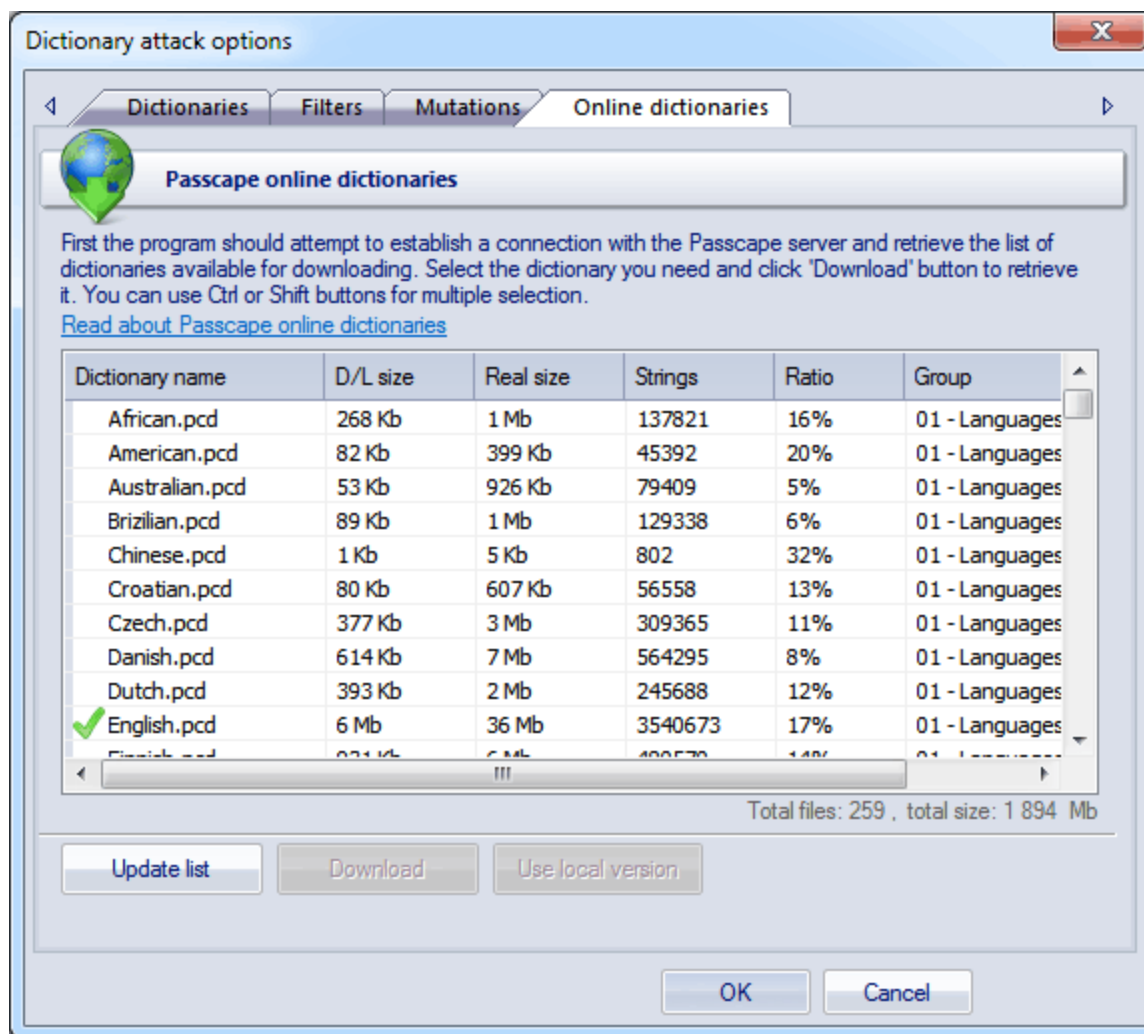 Dictionary attack options
Dictionaries Filters Mutations Online dictionaries
Passcape online dictionaries
First the program should attempt to establish a connection with the Passcape server and retrieve the list of
dictionaries available for downloading. Select the dictionary you need and click 'Download' button to retrieve
it. You can use Ctrl or Shift buttons for multiple selection.
Read about Passcape online dictionaries
Dictionary name D/L size Real size Strings Ratio Group
African.pcd 268 Kb 1 Mb 137821 16% 01 - Languages
American.pcd 82 Kb 399 Kb 45392 20% 01 - Languages
Australian.pcd 53 Kb 926 Kb 79409 5% 01 - Languages
Brizilian.pcd 89 Kb 1 Mb 129338 6% 01 - Languages
Chinese.pcd 1 Kb 5 Kb 802 32% 01 - Languages
Croatian.pcd 80 Kb 607 Kb 56558 13% 01 - Languages
Czech.pcd 377 Kb 3 Mb 309365 11% 01 - Languages
Danish.pcd 614 Kb 7 Mb 564295 8% 01 - Languages
Dutch.pcd 393 Kb 2 Mb 245688 12% 01 - Languages
English.pcd 6 Mb 36 Mb 3540673 17% 01 - Languages
Total files: 259 , total size: 1 894 Mb
Update list Download Use local version
OK Cancel